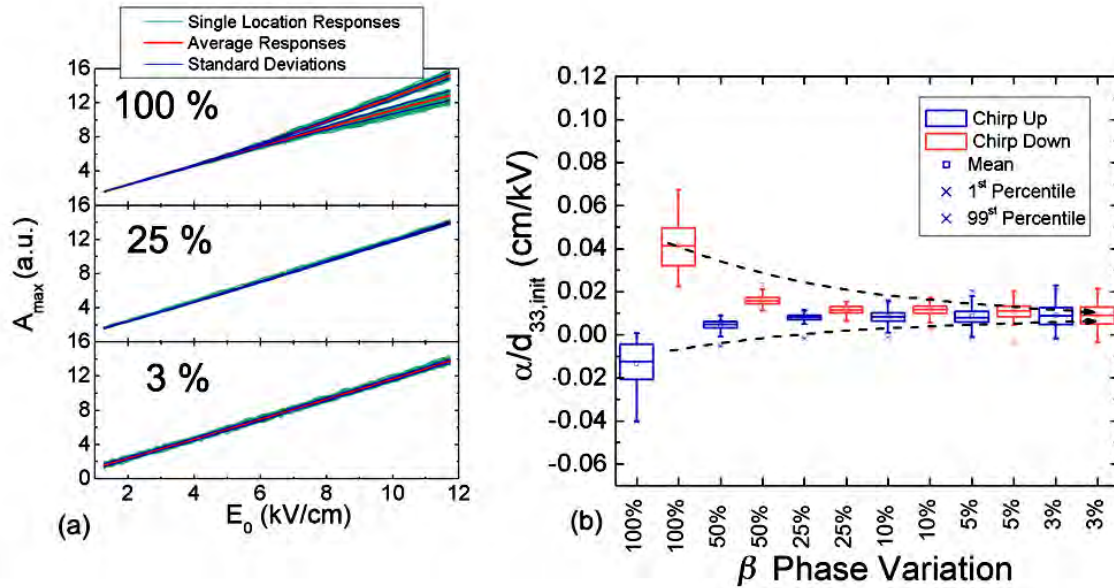 Single Location Responses
Average Responses
Standard Deviations
16
100 %
12
8
4
16
25 %
12
8
4
16
3 %
12
8
4
0
A_max (a.u.)
2 4 6 8 10 12
E_o (kV/cm)
(a)
0.12
0.10
0.08
0.06
0.04
0.02
0.00
-0.02
-0.04
-0.06
α/d_33,init (cm/kV)
Chirp Up
Chirp Down
Mean
1st Percentile
99st Percentile
100% 100% 50% 50% 25% 25% 10% 10% 5% 5% 3% 3%
(b)
β Phase Variation